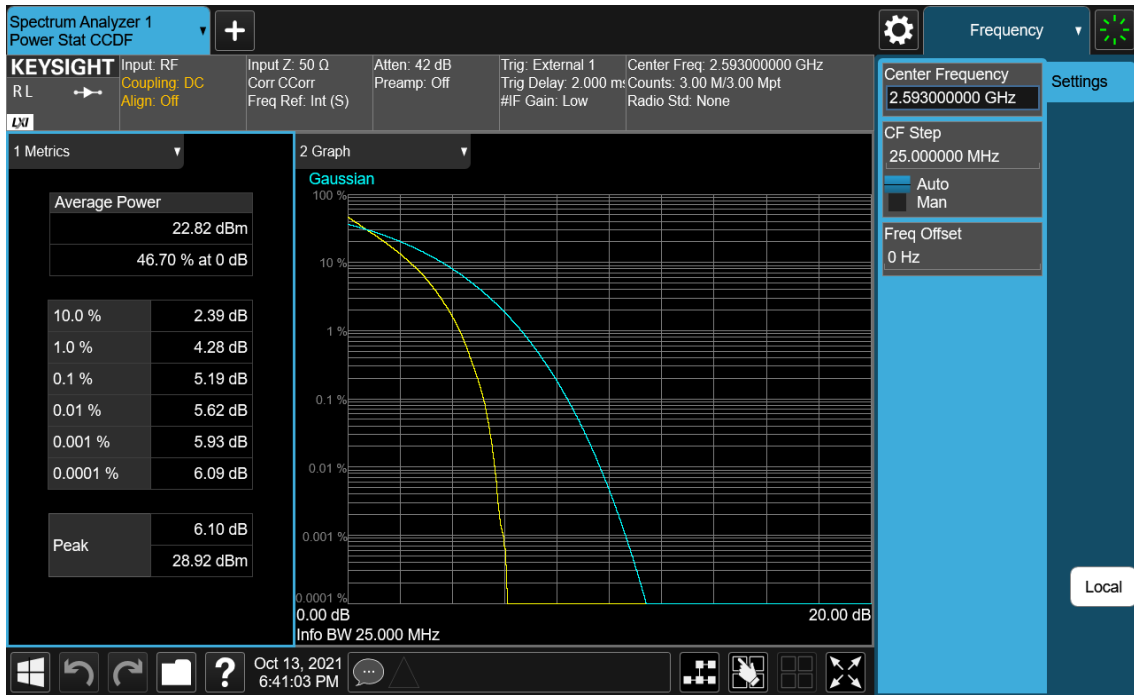 Spectrum Analyzer 1
Power Stat CCDF
Frequency
KEYSIGHT
R L
LXI
Input: RF
Coupling: DC
Align: Off
Input Z: 50 Ω
Corr CCorr
Freq Ref: Int (S)
Atten: 42 dB
Preamp: Off
Trig: External 1
Trig Delay: 2.000 ms
#IF Gain: Low
Center Freq: 2.593000000 GHz
Counts: 3.00 M/3.00 Mpt
Radio Std: None
Center Frequency
2.593000000 GHz
Settings
CF Step
25.000000 MHz
Auto
Man
Freq Offset
0 Hz
Local
1 Metrics
Average Power
22.82 dBm
46.70 % at 0 dB
10.0 % 2.39 dB
1.0 % 4.28 dB
0.1 % 5.19 dB
0.01 % 5.62 dB
0.001 % 5.93 dB
0.0001 % 6.09 dB
Peak
6.10 dB
28.92 dBm
2 Graph
Gaussian
100 %
10 %
1 %
0.1 %
0.01 %
0.001 %
0.0001 %
0.00 dB 20.00 dB
Info BW 25.000 MHz
?
Oct 13, 2021
6:41:03 PM